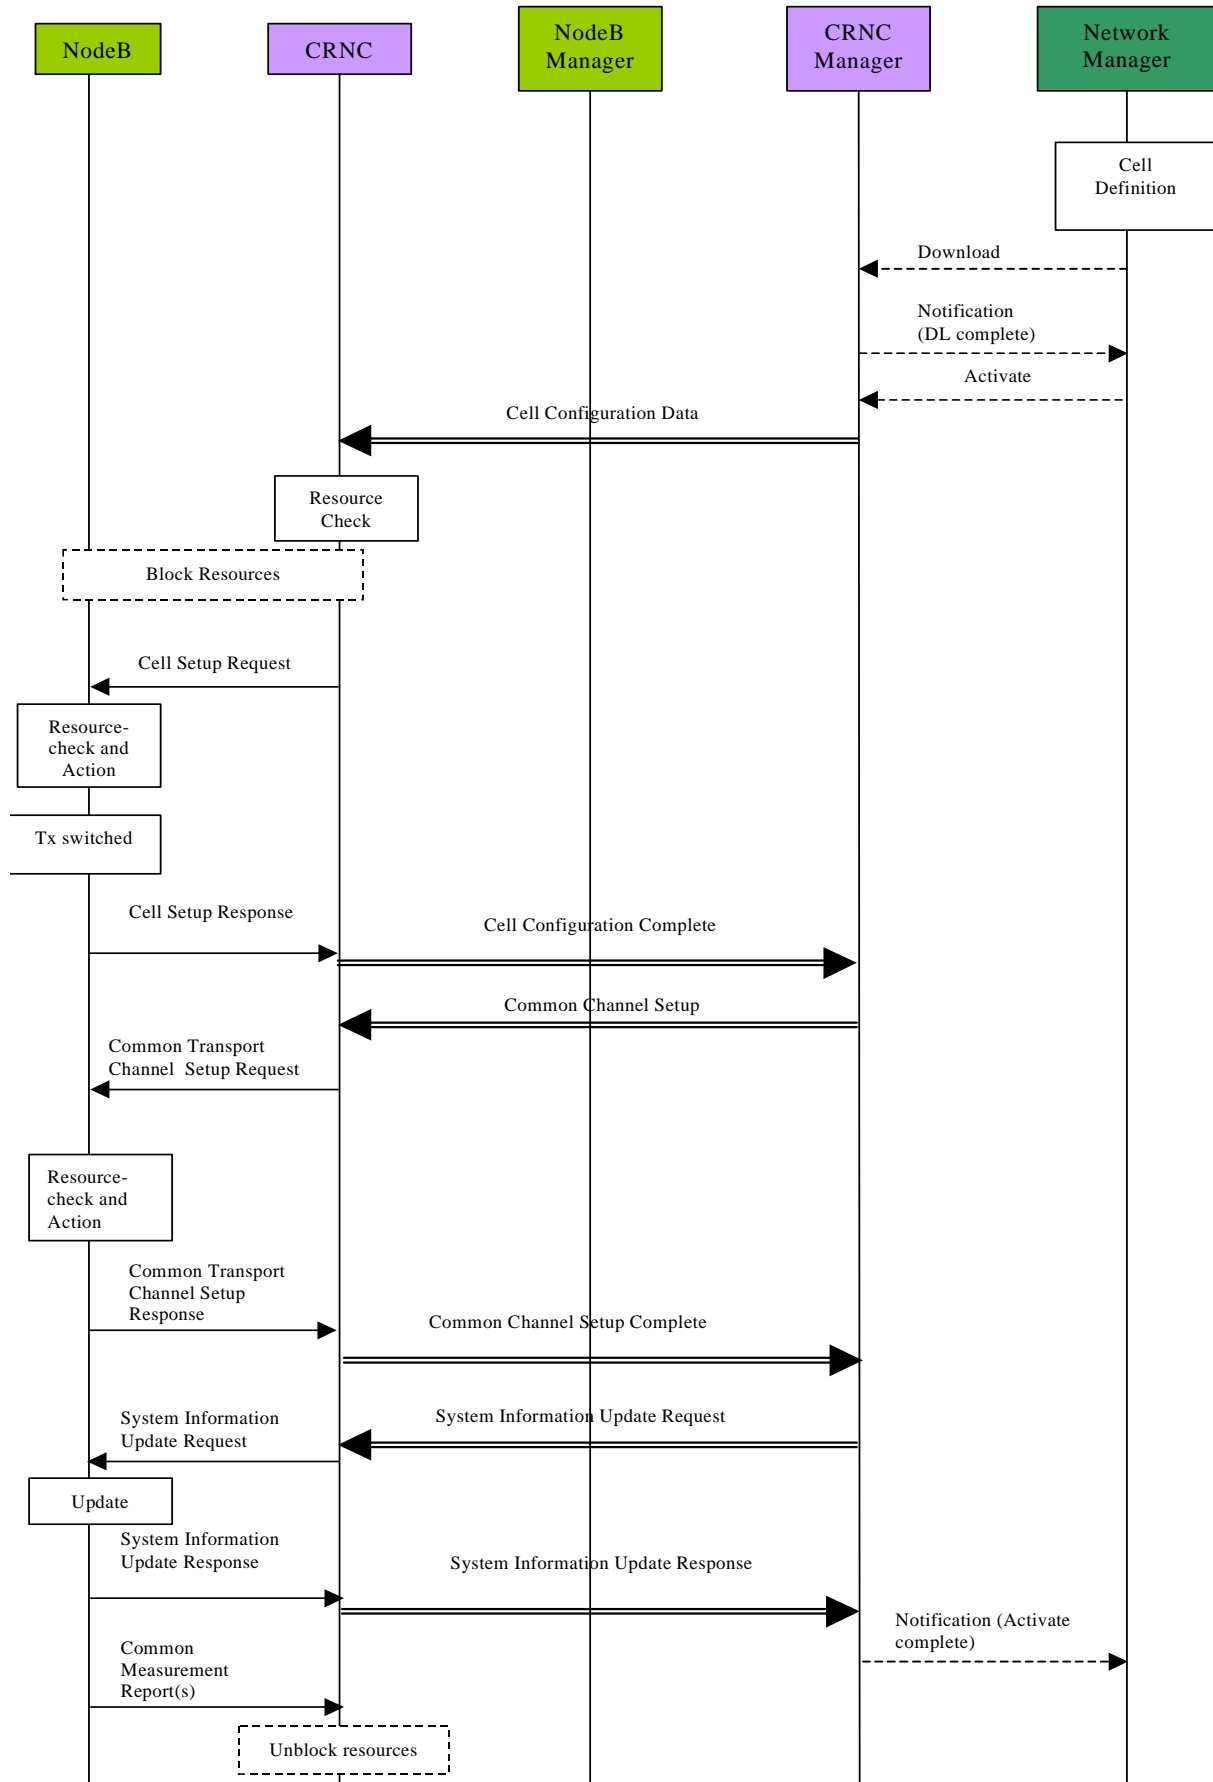 NodeB
CRNC
NodeB
Manager
CRNC
Manager
Network
Manager
Cell
Definition
Download
Notification
(DL complete)
Activate
Cell Configuration Data
Resource
Check
Block Resources
Cell Setup Request
Resource-
check and
Action
Tx switched
Cell Setup Response
Cell Configuration Complete
Common Channel Setup
Common Transport
Channel Setup Request
Resource-
check and
Action
Common Transport
Channel Setup
Response
Common Channel Setup Complete
System Information
Update Request
System Information Update Request
Update
System Information
Update Response
System Information Update Response
Notification (Activate
complete)
Common
Measurement
Report(s)
Unblock resources